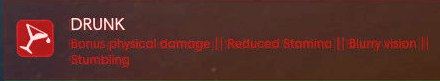 DRUNK
Bonus physical damage || Reduced Stamina || Blurry vision ||
Stumbling